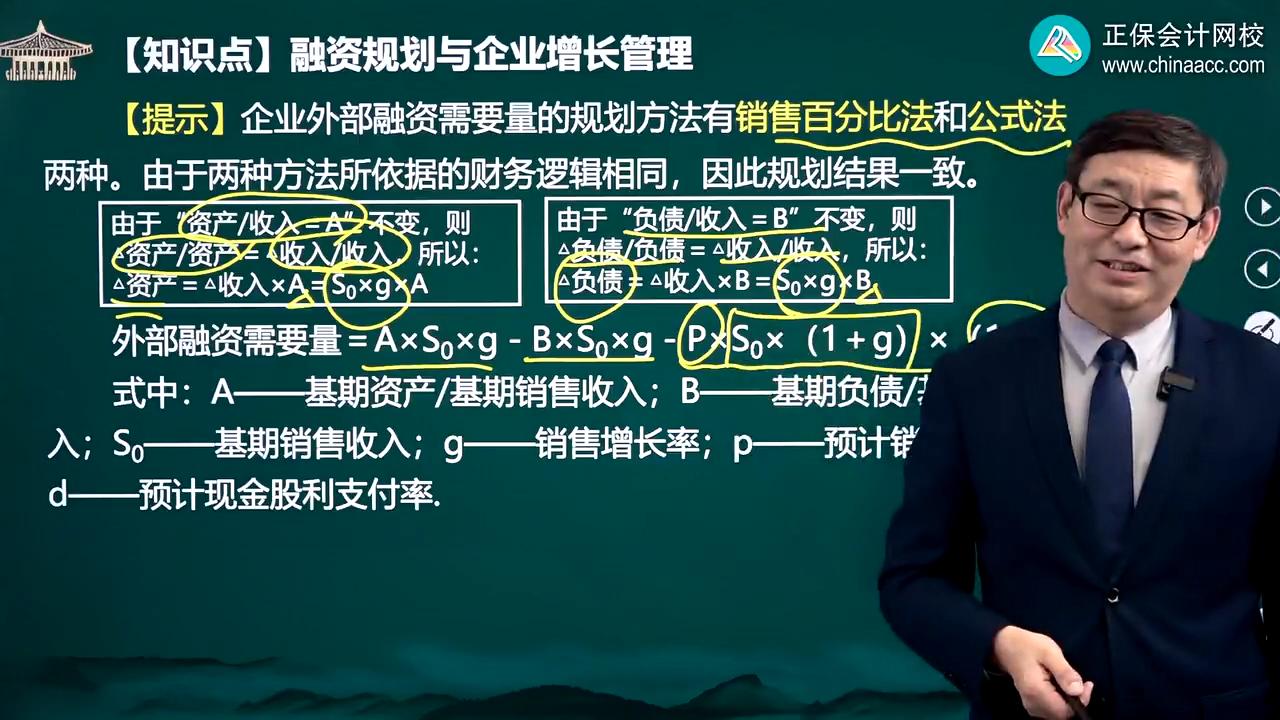 【知识点】融资规划与企业增长管理
正保会计网校
www.chinaacc.com
【提示】企业外部融资需要量的规划方法有销售百分比法和公式法
两种。由于两种方法所依据的财务逻辑相同，因此规划结果一致。
由于“资产/收入=A”不变，则
△资产/资产=△收入/收入，所以：
△资产=△收入×A=S₀×g×A
由于“负债/收入=B”不变，则
△负债/负债=△收入/收入，所以：
△负债=△收入×B=S₀×g×B
外部融资需要量=A×S₀×g-B×S₀×g-P×S₀×（1+g）×（1
式中：A——基期资产/基期销售收入；B——基期负债/
入；S₀——基期销售收入；g——销售增长率；p——预计销
d——预计现金股利支付率.